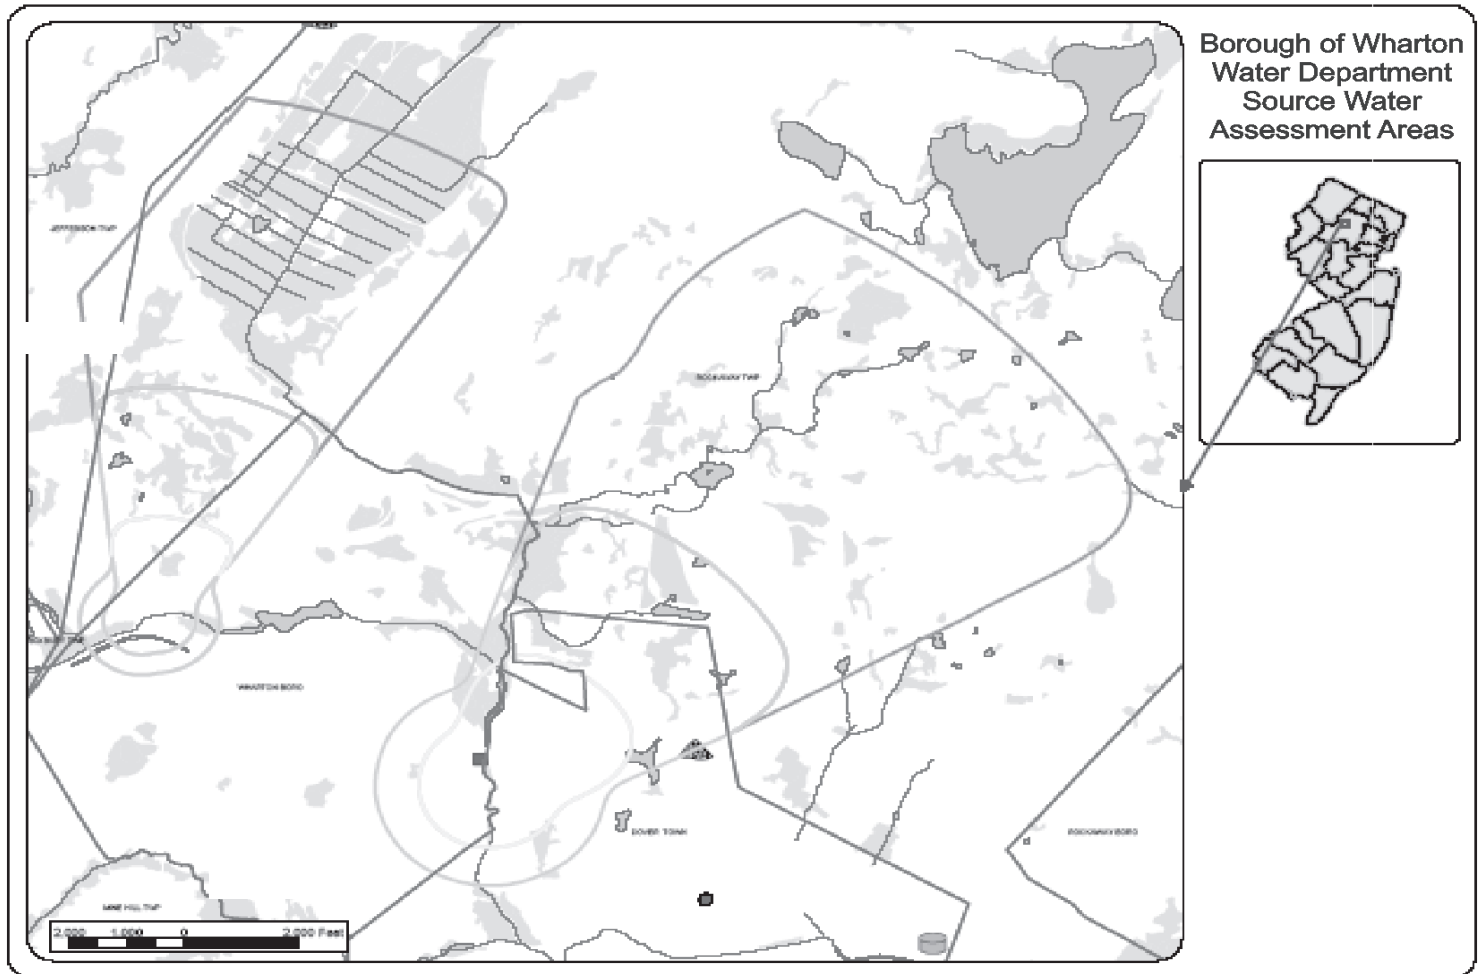 Borough of Wharton
Water Department
Source Water
Assessment Areas
JEFFERSON TWP
ROCKAWAY TWP
WHARTON BORO
DOVER TOWN
ROCKAWAY BORO
MINE HILL TWP
2,000 1,000 0 2,000 Feet